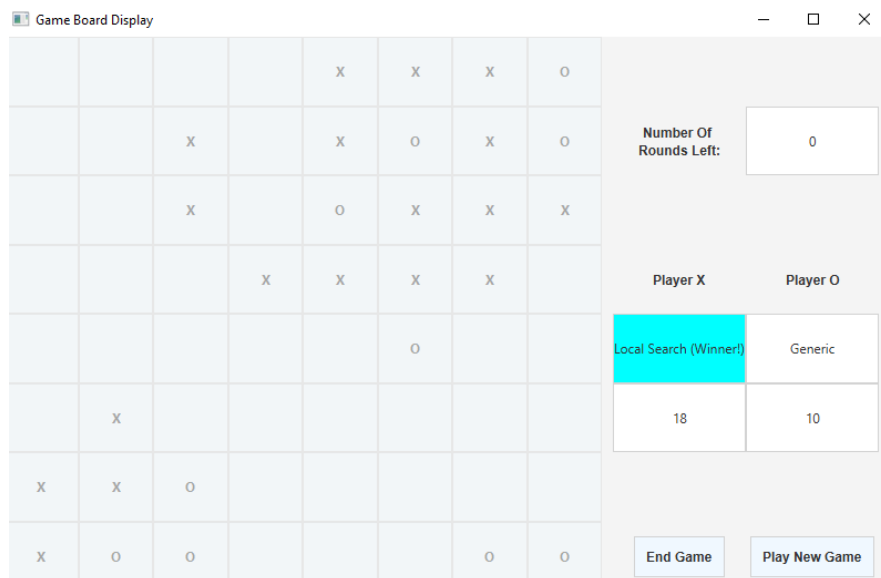 Game Board Display
X X X O
X X O X O
X O X X X
X X X X
O
X
X X O
X O O O O
Number Of
Rounds Left:
0
Player X Player O
Local Search (Winner!) Generic
18 10
End Game Play New Game